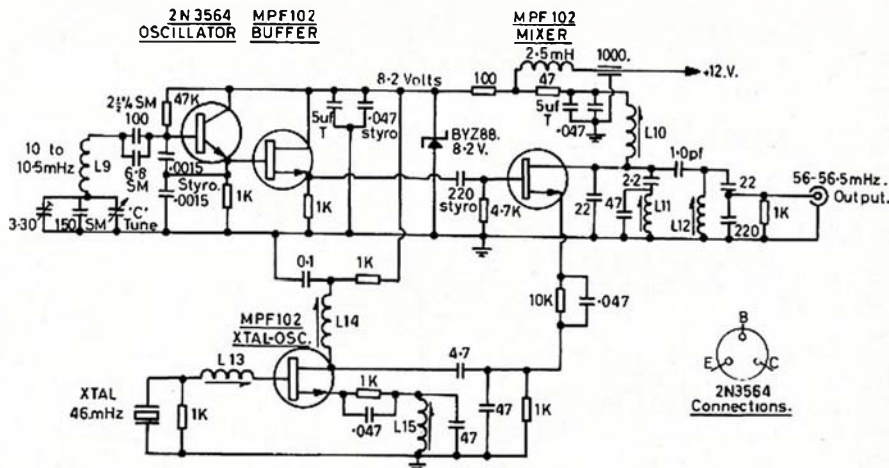 2N3564 OSCILLATOR
MPF102 BUFFER
MPF102 MIXER
2·5mH
1000.
+12.V.
8·2 Volts
100
47
2½% SM
47K
100
5uf T
·047 styro
BYZ88. 8·2V.
5uf T
·047
L10
10 to 10·5mHz
L9
6·8 SM
·0015
Styro.
·0015
1K
1K
220 styro
4·7K
22
2·2
1·0pf
22
56-56·5mHz. Output.
47
L11
L12
220
1K
3-30
150 SM
'C' Tune
0·1
1K
10K
·047
MPF102 XTAL-OSC.
L14
L13
4·7
B
E
C
2N3564 Connections.
XTAL 46.mHz
1K
1K
·047
L15
47
47
1K